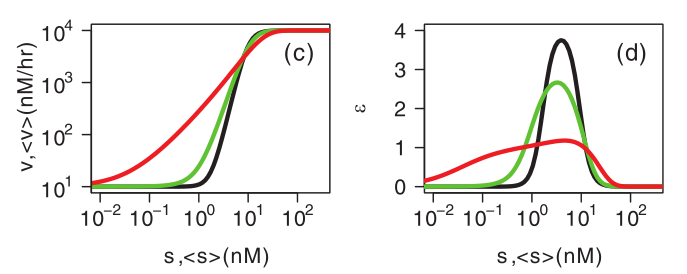 (c)
v,<v>(nM/hr)
10⁴
10³
10²
10¹
10⁻² 10⁻¹ 10⁰ 10¹ 10²
s,<s>(nM)
(d)
ε
4
3
2
1
0
10⁻² 10⁻¹ 10⁰ 10¹ 10²
s,<s>(nM)